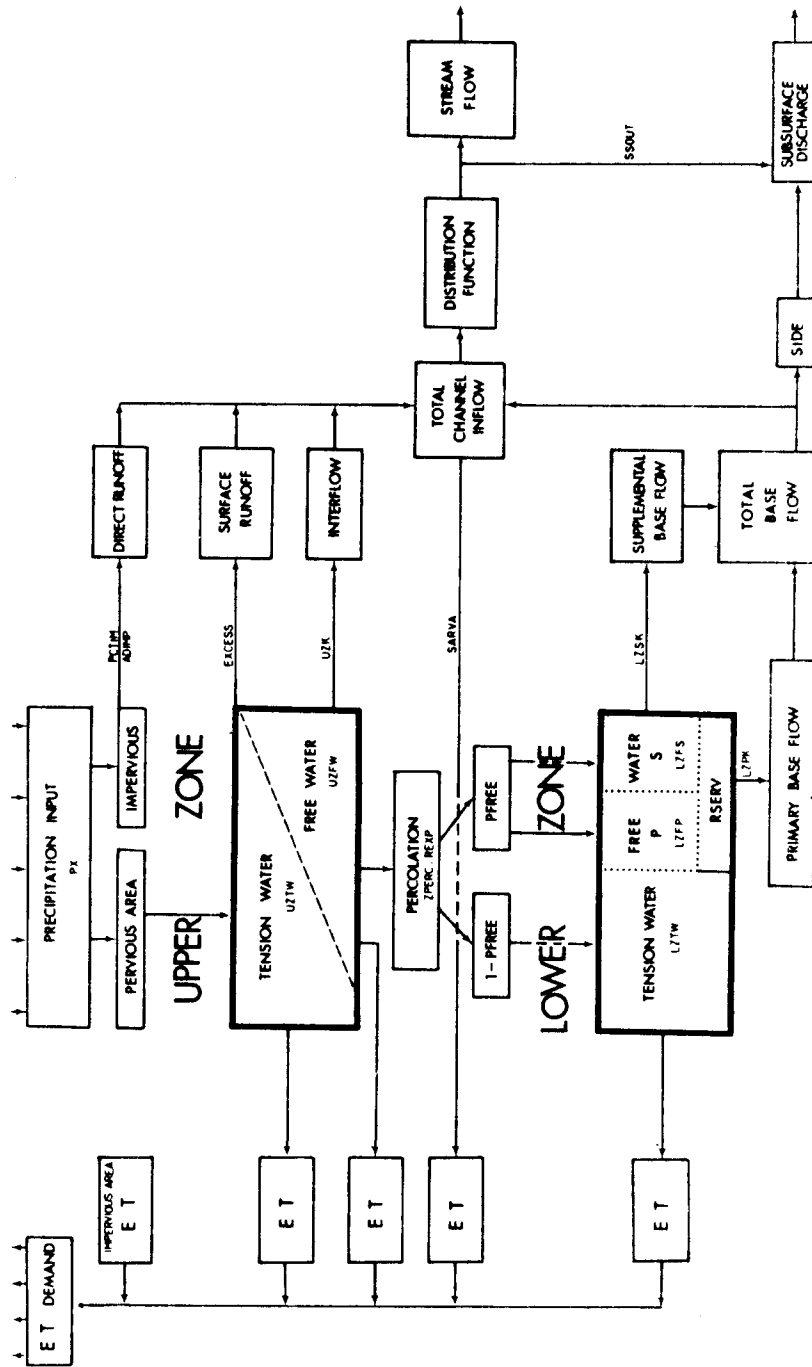 E T DEMAND
PRECIPITATION INPUT
PX
IMPERVIOUS AREA
E T
PERVIOUS AREA
IMPERVIOUS
PCTIM
ADIMP
DIRECT RUNOFF
UPPER
ZONE
E T
TENSION WATER
UZTW
FREE WATER
UZFW
EXCESS
SURFACE
RUNOFF
E T
UZK
INTERFLOW
E T
PERCOLATION
ZPERC. REXP
SARVA
TOTAL
CHANNEL
INFLOW
DISTRIBUTION
FUNCTION
STREAM
FLOW
1 – PFREE
PFREE
LOWER
ZONE
SSOUT
E T
TENSION WATER
LZTW
FREE
P
LZFP
WATER
S
LZFS
RSERV
LZSK
SUPPLEMENTAL
BASE FLOW
LZPK
PRIMARY BASE FLOW
TOTAL
BASE
FLOW
SIDE
SUBSURFACE
DISCHARGE